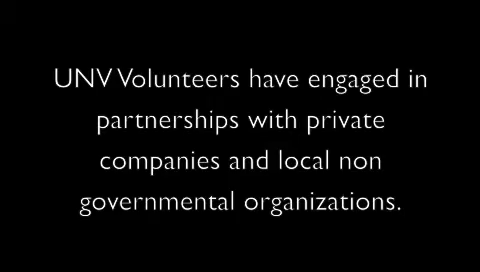 UNV Volunteers have engaged in
partnerships with private
companies and local non
governmental organizations.